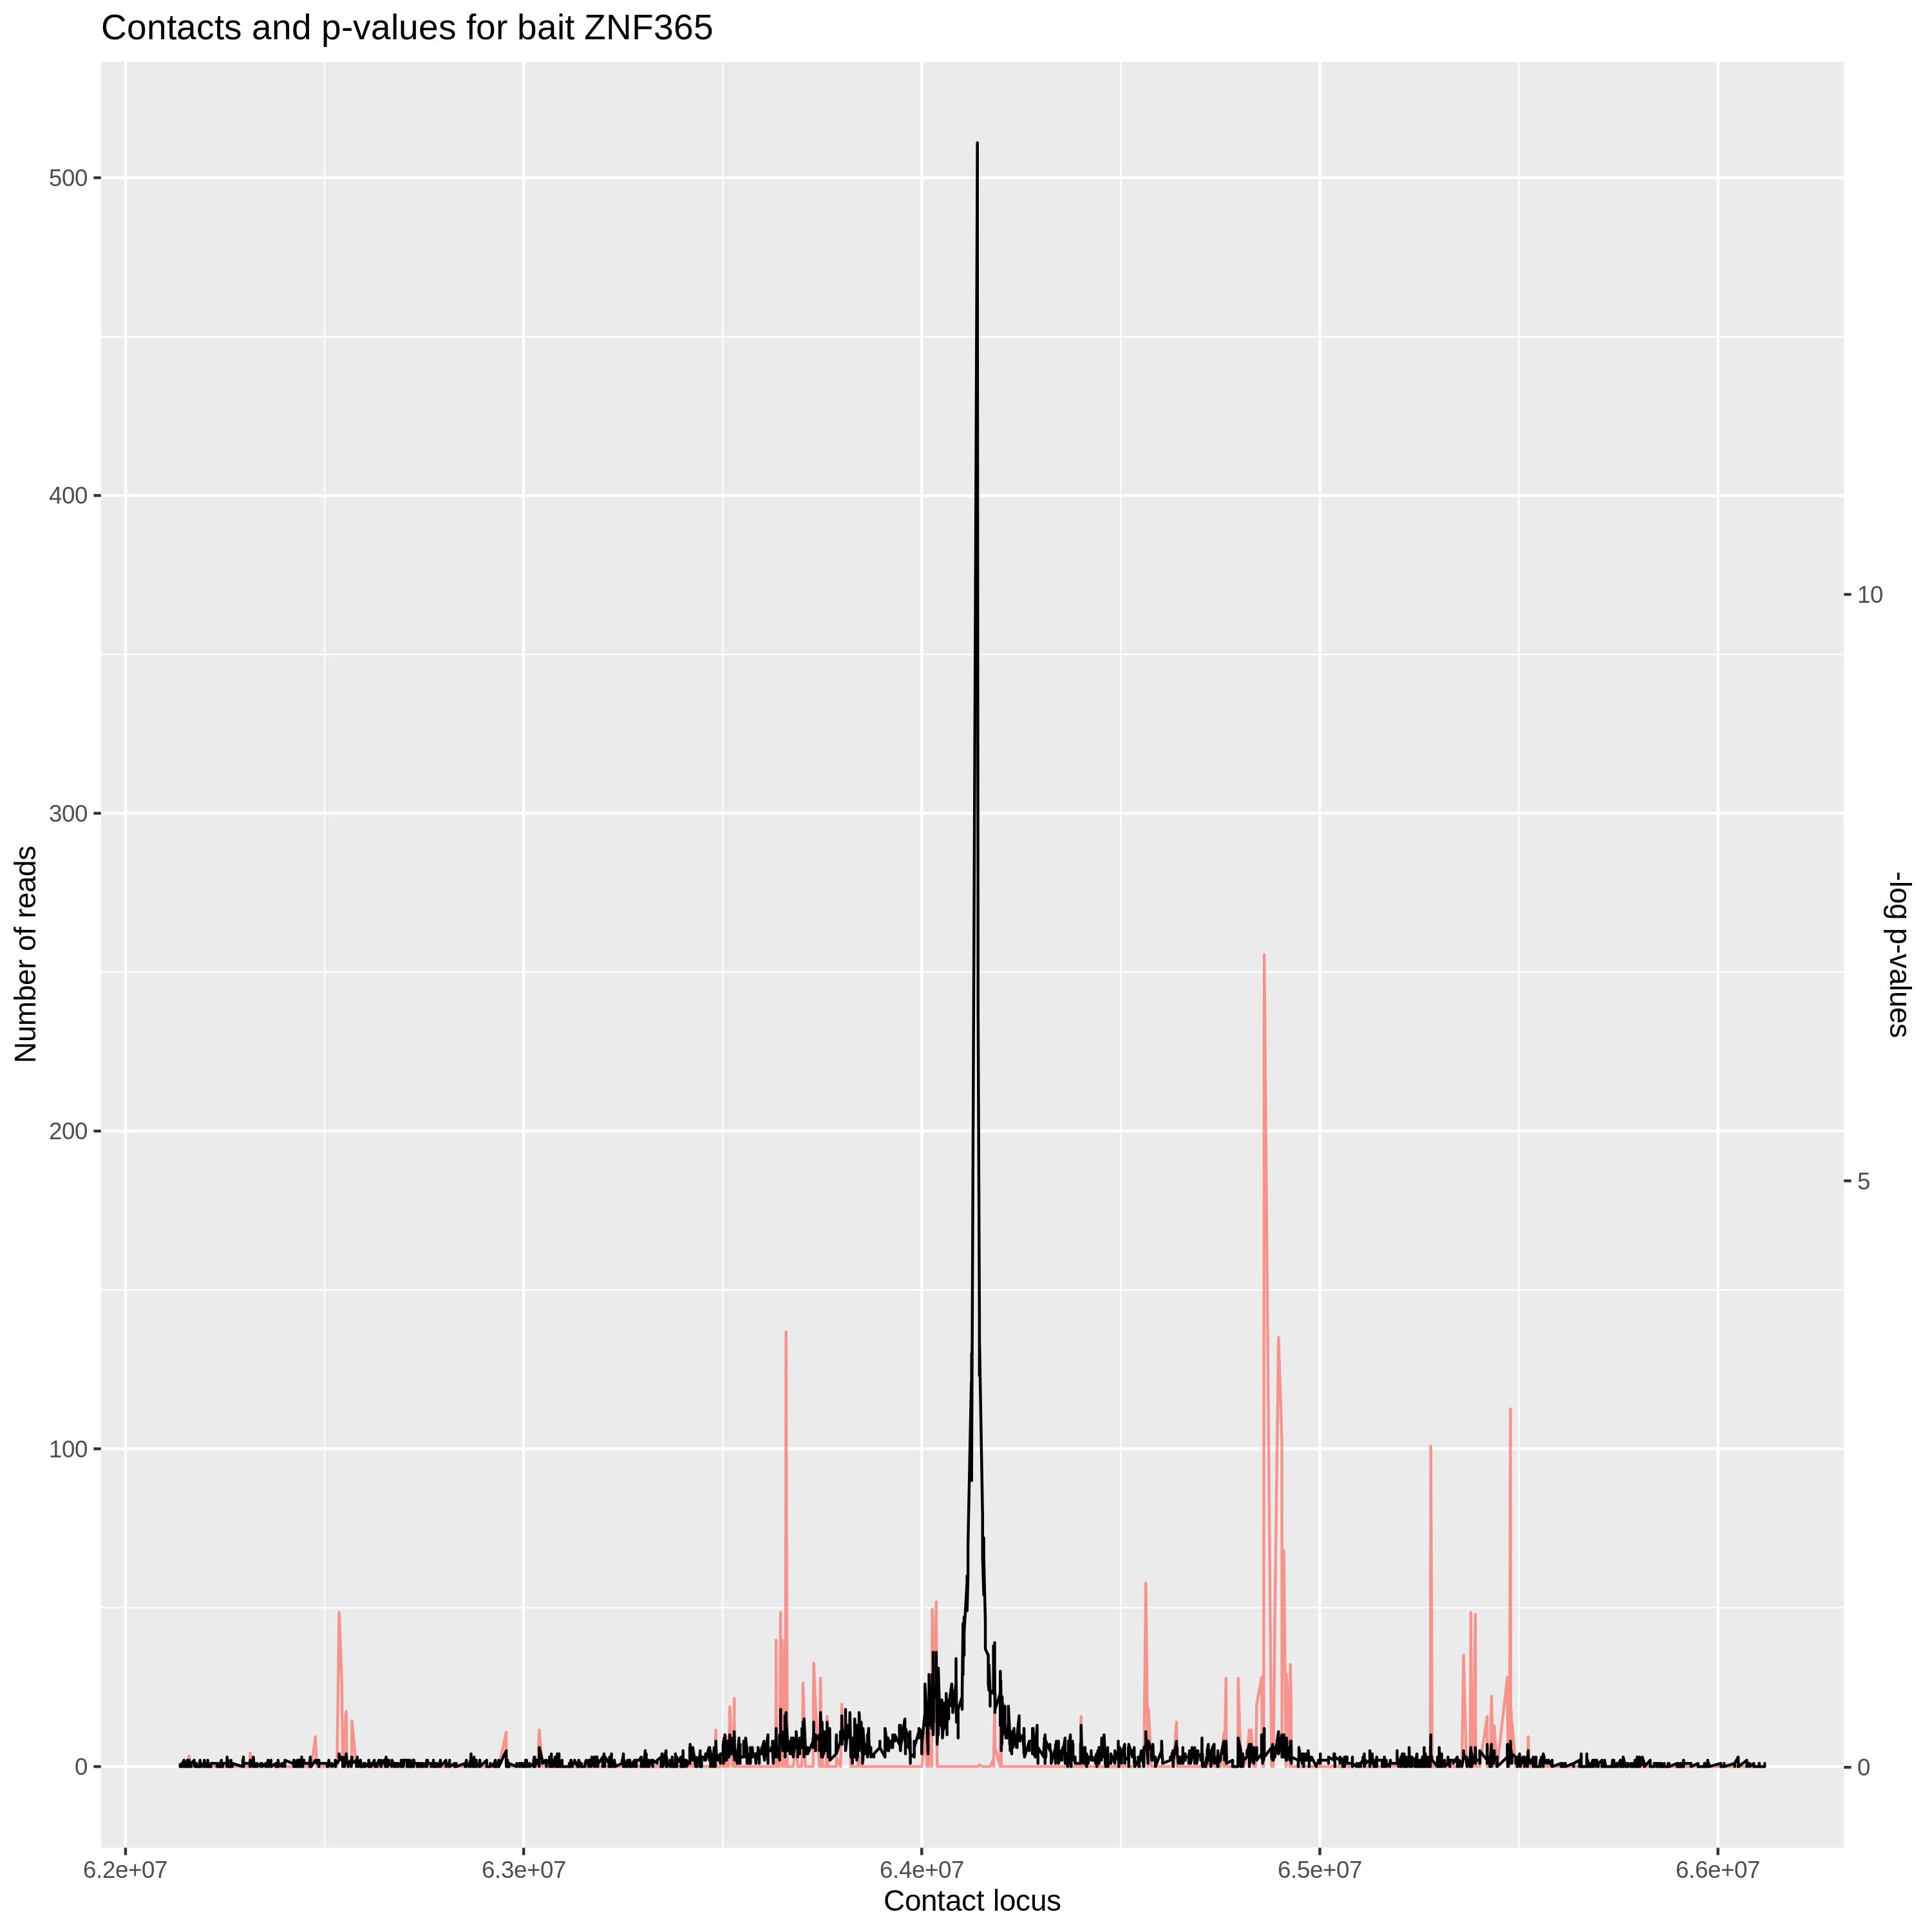 Contacts and p-values for bait ZNF365
500
400
300
200
100
0
Number of reads
10
5
0
-log p-values
6.2e+07
6.3e+07
6.4e+07
6.5e+07
6.6e+07
Contact locus